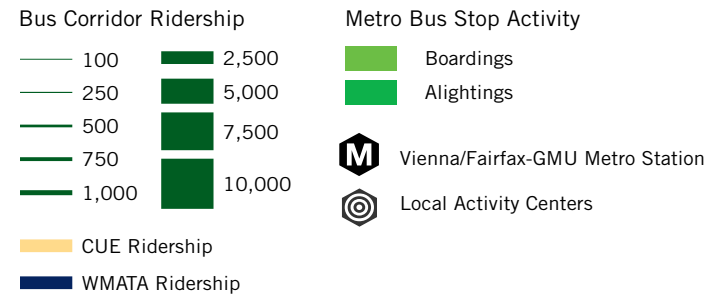 Bus Corridor Ridership
100
250
500
750
1,000
2,500
5,000
7,500
10,000
CUE Ridership
WMATA Ridership
Metro Bus Stop Activity
Boardings
Alightings
M Vienna/Fairfax-GMU Metro Station
Local Activity Centers